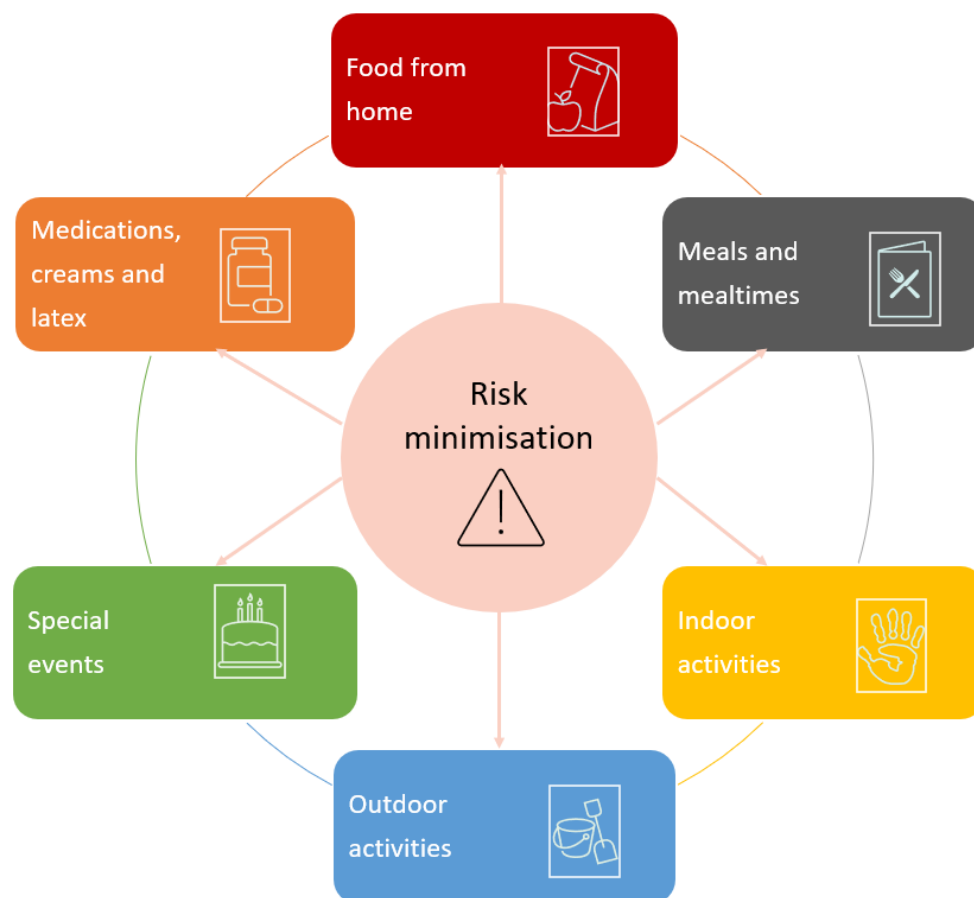 Food from
home
Medications,
creams and
latex
Meals and
mealtimes
Risk
minimisation
Special
events
Indoor
activities
Outdoor
activities